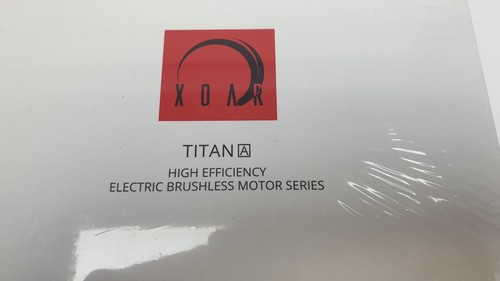 XOAR
TITAN A
HIGH EFFICIENCY
ELECTRIC BRUSHLESS MOTOR SERIES